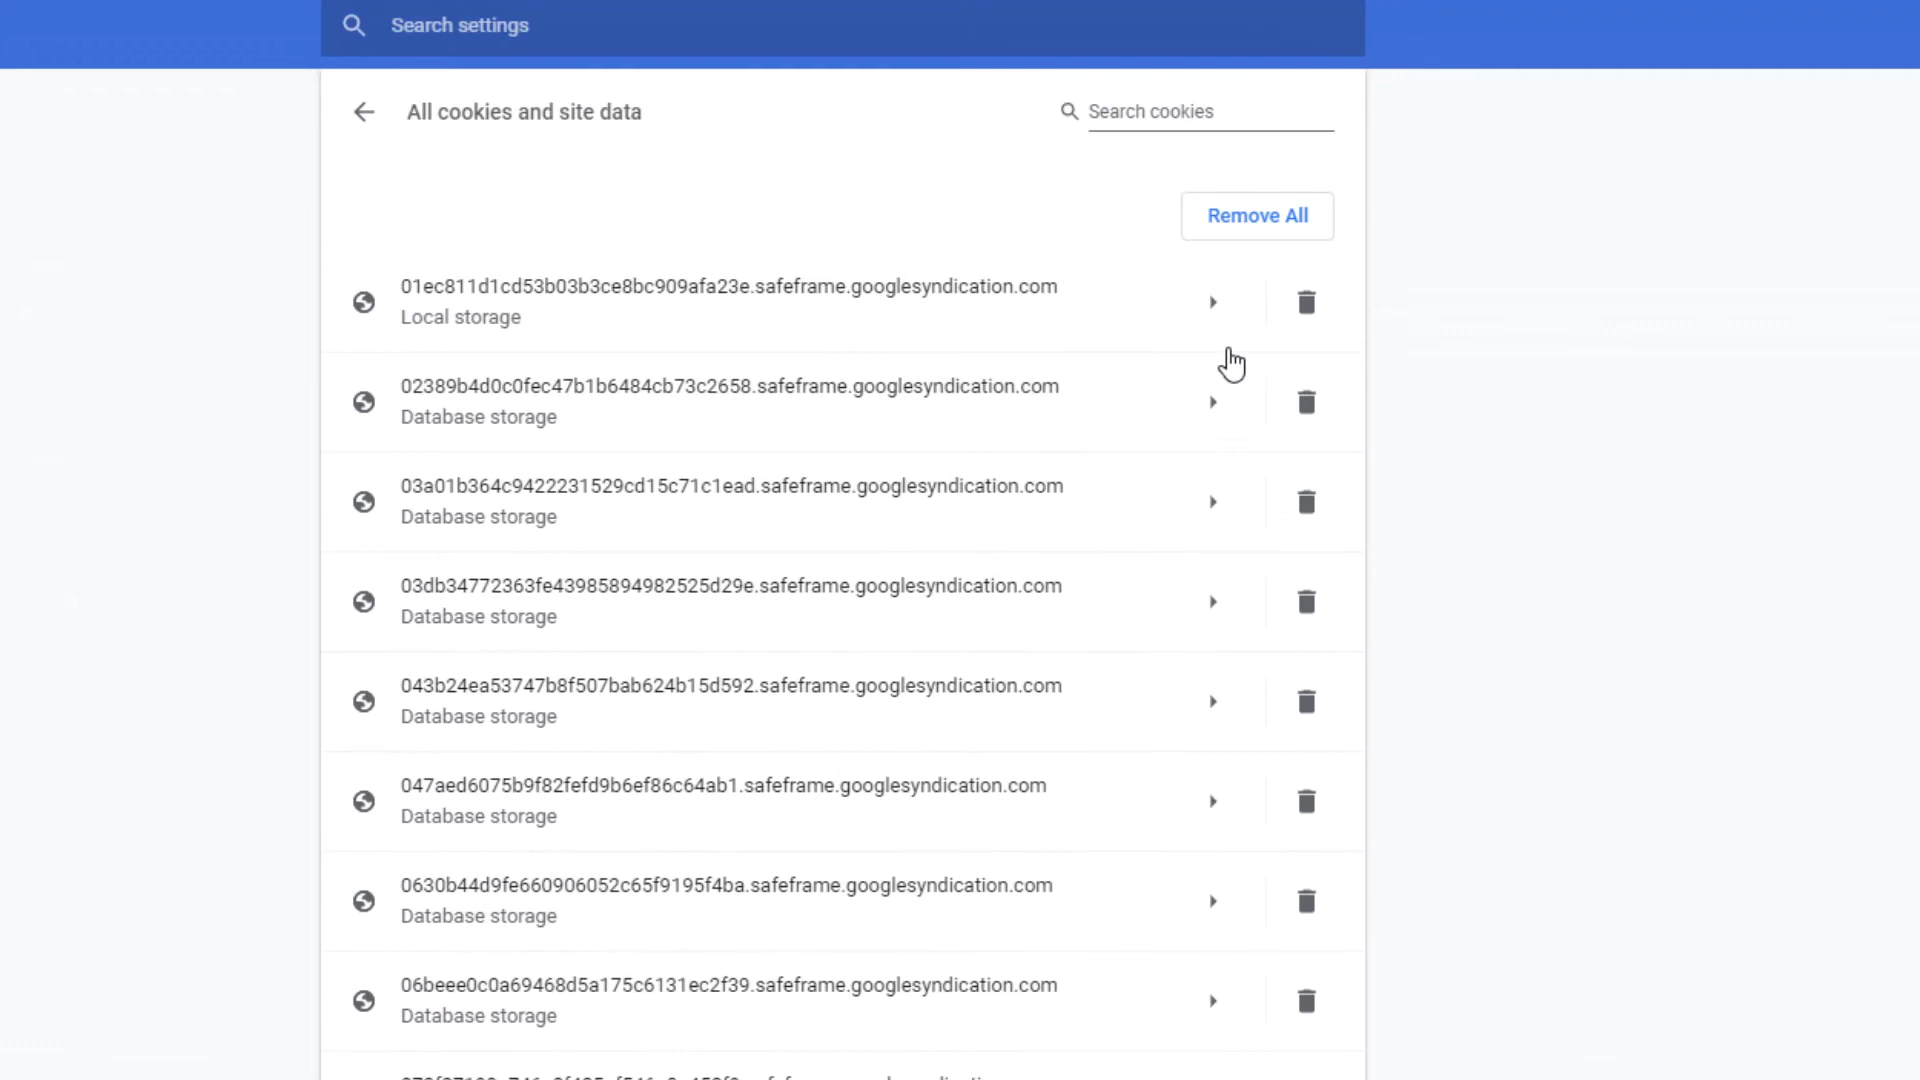 Search settings
All cookies and site data
Search cookies
Remove All
01ec811d1cd53b03b3ce8bc909afa23e.safeframe.googlesyndication.com
Local storage
02389b4d0c0fec47b1b6484cb73c2658.safeframe.googlesyndication.com
Database storage
03a01b364c9422231529cd15c71c1ead.safeframe.googlesyndication.com
Database storage
03db34772363fe43985894982525d29e.safeframe.googlesyndication.com
Database storage
043b24ea53747b8f507bab624b15d592.safeframe.googlesyndication.com
Database storage
047aed6075b9f82fefd9b6ef86c64ab1.safeframe.googlesyndication.com
Database storage
0630b44d9fe660906052c65f9195f4ba.safeframe.googlesyndication.com
Database storage
06beee0c0a69468d5a175c6131ec2f39.safeframe.googlesyndication.com
Database storage